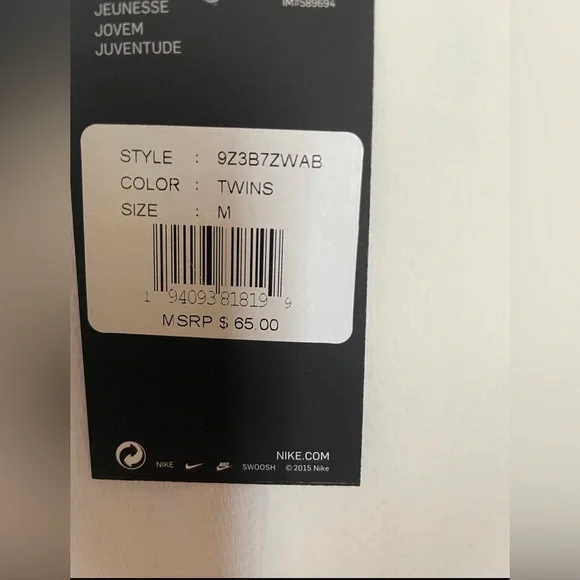 IM#589694
JEUNESSE
JOVEM
JUVENTUDE
STYLE : 9Z3B7ZWAB
COLOR : TWINS
SIZE : M
1 94093 81819 9
MSRP $ 65.00
NIKE.COM
NIKE SWOOSH © 2015 Nike